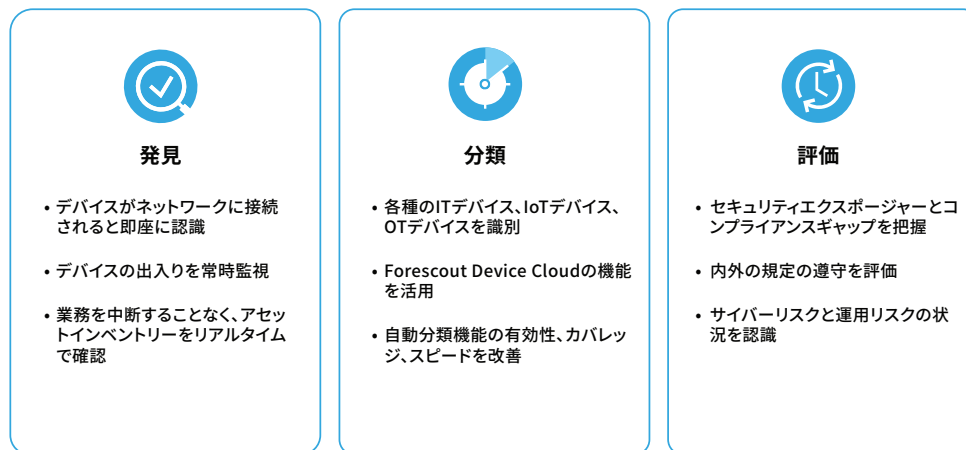 発見
• デバイスがネットワークに接続
されると即座に認識
• デバイスの出入りを常時監視
• 業務を中断することなく、アセッ
トインベントリーをリアルタイム
で確認
分類
• 各種のITデバイス、IoTデバイス、
OTデバイスを識別
• Forescout Device Cloudの機能
を活用
• 自動分類機能の有効性、カバレッ
ジ、スピードを改善
評価
• セキュリティエクスポージャーとコ
ンプライアンスギャップを把握
• 内外の規定の遵守を評価
• サイバーリスクと運用リスクの状
況を認識